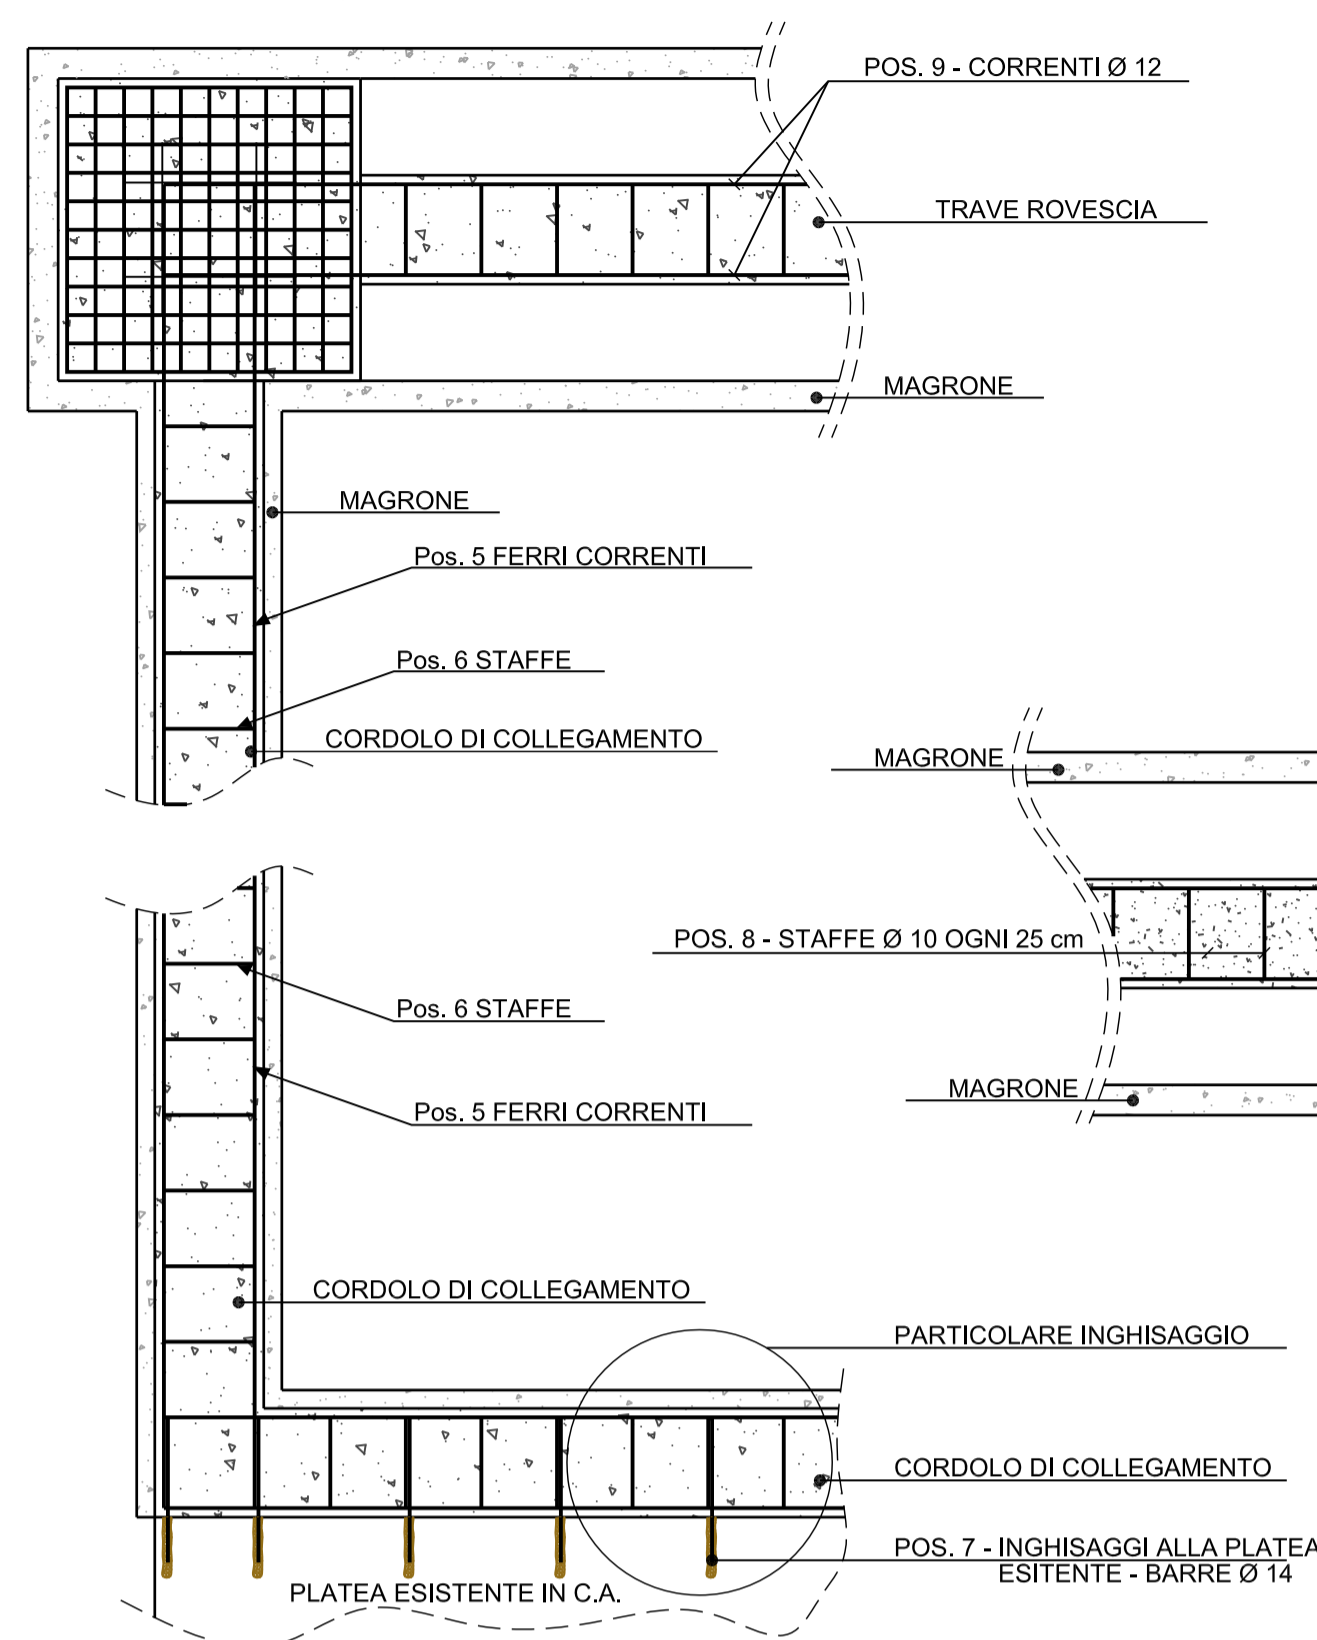 POS. 9 - CORRENTI Ø 12
TRAVE ROVESCIA
MAGRONE
MAGRONE
Pos. 5 FERRI CORRENTI
Pos. 6 STAFFE
CORDOLO DI COLLEGAMENTO
MAGRONE
POS. 8 - STAFFE Ø 10 OGNI 25 cm
Pos. 6 STAFFE
MAGRONE
Pos. 5 FERRI CORRENTI
CORDOLO DI COLLEGAMENTO
PARTICOLARE INGHISAGGIO
CORDOLO DI COLLEGAMENTO
POS. 7 - INGHISAGGI ALLA PLATEA
ESITENTE - BARRE Ø 14
PLATEA ESISTENTE IN C.A.